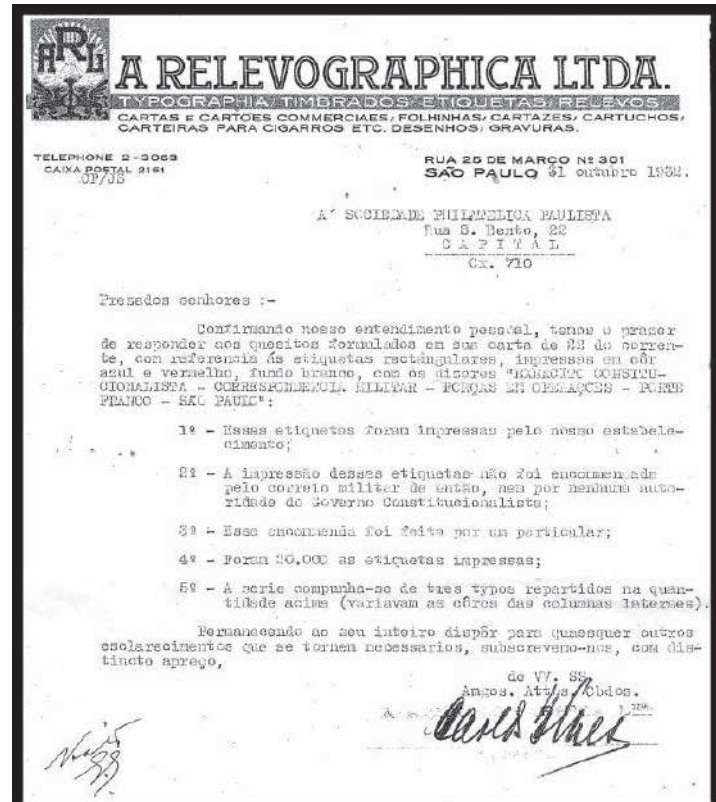 ARL
A RELEVOGRAPHICA LTDA.
TYPOGRAPHIA/TIMBRADOS/ETIQUETAS/RELEVOS
CARTAS E CARTÕES COMMERCIAES/FOLHINHAS/CARTAZES/CARTUCHOS/
CARTEIRAS PARA CIGARROS ETC. DESENHOS/GRAVURAS.
TELEPHONE 2-3063
CAIXA POSTAL 2161
CP/JS
RUA 25 DE MARÇO Nº 301
SÃO PAULO 31 outubro 1932.
A' SOCIEDADE PHILATELICA PAULISTA
Rua S. Bento, 22
C A P I T A L
Cx. 710
Prezados senhores :-
Confirmando nosso entendimento pessoal, temos o prazer
de responder aos quesitos formulados em sua carta de 22 do corren-
te, com referencia ás etiquetas rectangulares, impressas em côr
azul e vermelho, fundo branco, com os dizeres "EXERCITO CONSTITU-
CIONALISTA - CORRESPONDENCIA MILITAR - FORÇAS EM OPERAÇÕES - PORTE
FRANCO - SÃO PAULO":
1º - Essas etiquetas foram impressas pelo nosso estabele-
cimento;
2º - A impressão dessas etiquetas não foi encommendada
pelo correio militar de então, nem por nenhuma auto-
ridade do Governo Constitucionalista;
3º - Essa encommenda foi feita por um particular;
4º - Foram 20.000 as etiquetas impressas;
5º - A serie compunha-se de tres typos repartidos na quan-
tidade acima (variavam as côres das columnas lateraes).
Permanecendo ao seu inteiro dispôr para quaesquer outros
esclarecimentos que se tornem necessarios, subscrevemo-nos, com dis-
tincto apreço,
de VV. SS.
Amgos. Attºs. Obdos.